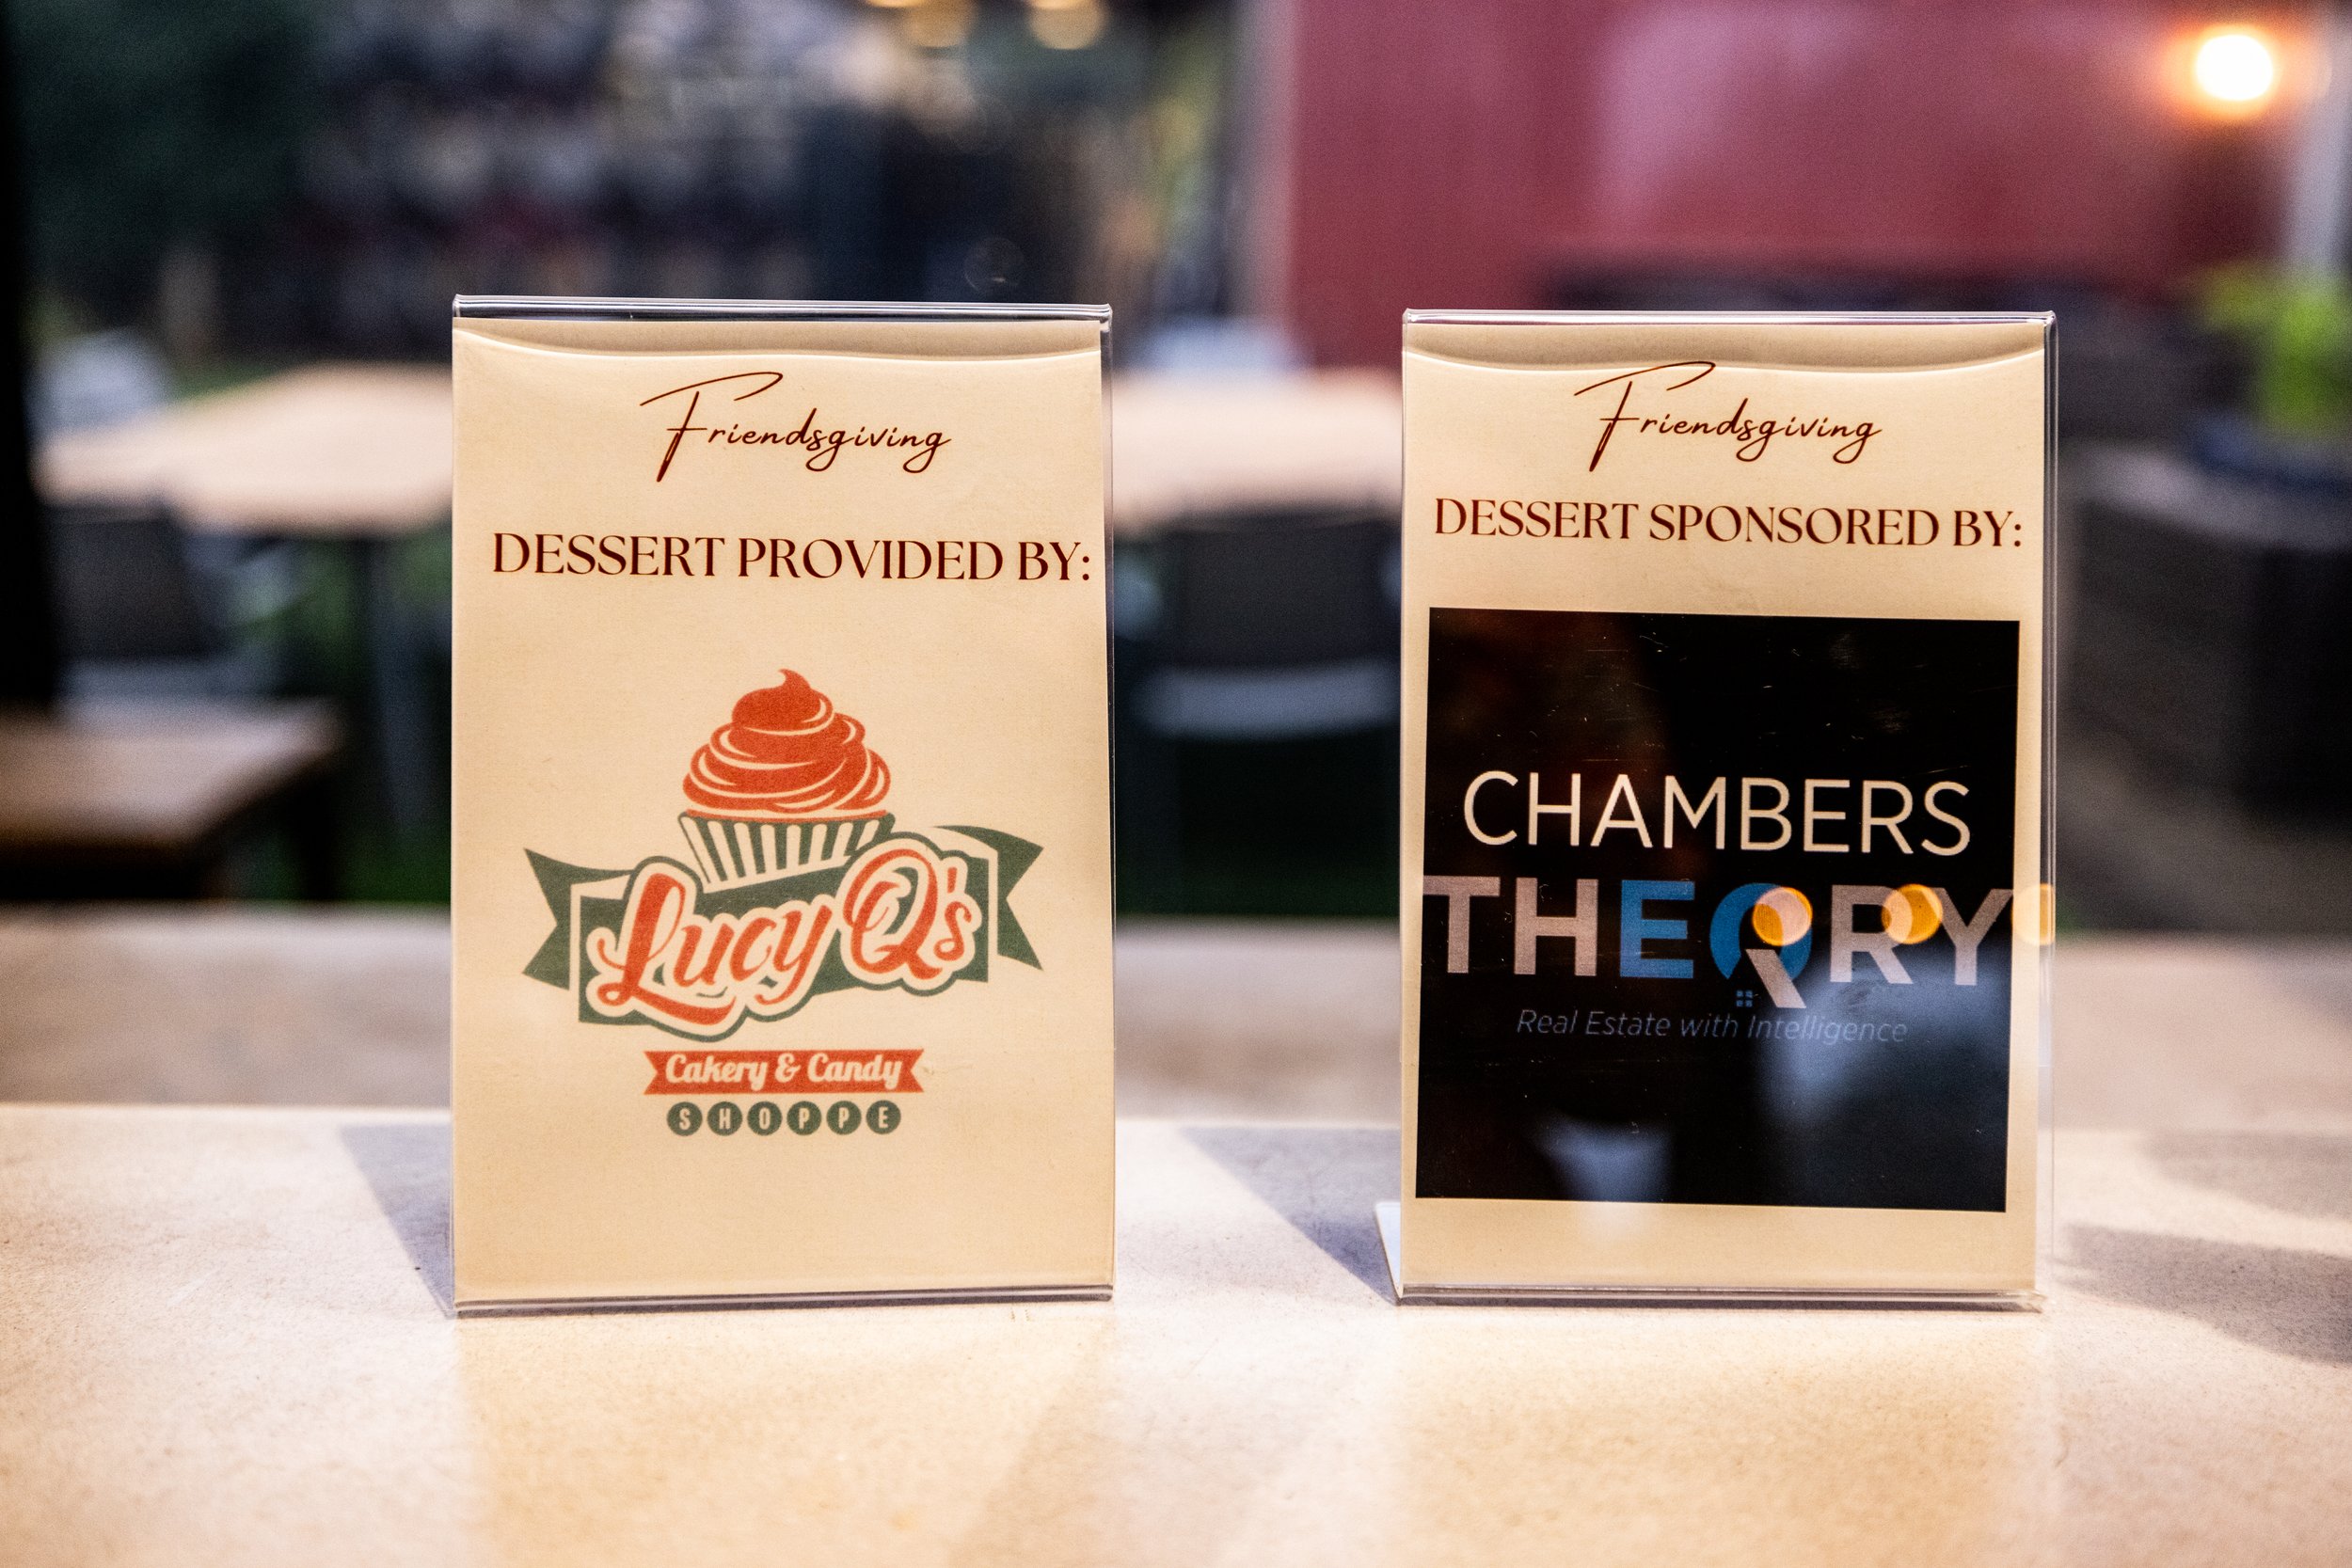 Friendsgiving
DESSERT PROVIDED BY:
Lucy Q's
Cakery & Candy
SHOPPE
Friendsgiving
DESSERT SPONSORED BY:
CHAMBERS
THEORY
Real Estate with Intelligence